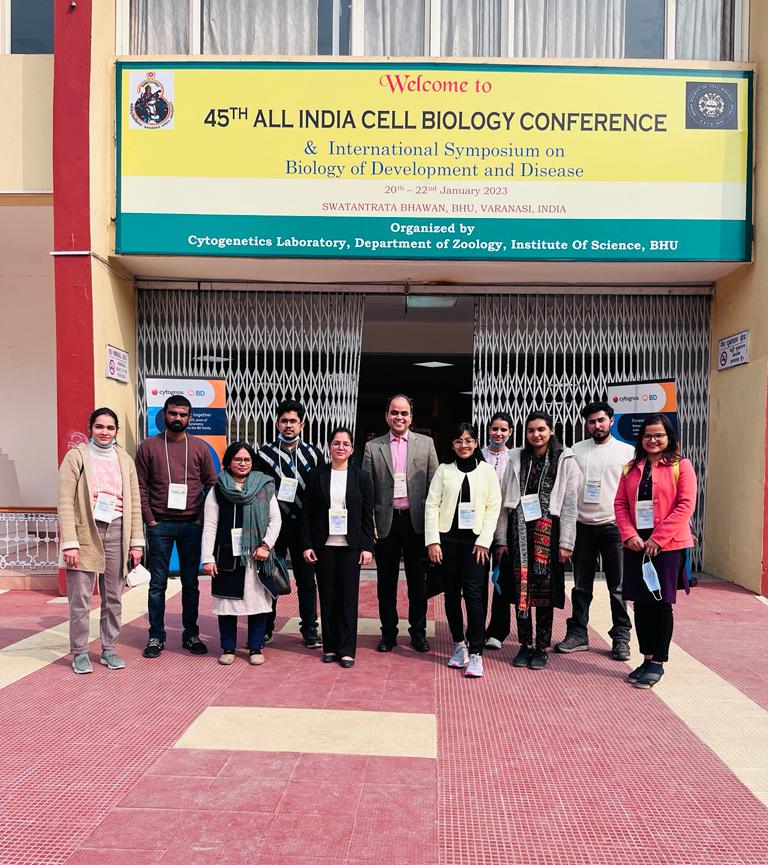 Welcome to
45TH ALL INDIA CELL BIOLOGY CONFERENCE
& International Symposium on
Biology of Development and Disease
20th – 22nd January 2023
SWATANTRATA BHAWAN, BHU, VARANASI, INDIA
Organized by
Cytogenetics Laboratory, Department of Zoology, Institute Of Science, BHU
cytognos BD
cytognos BD